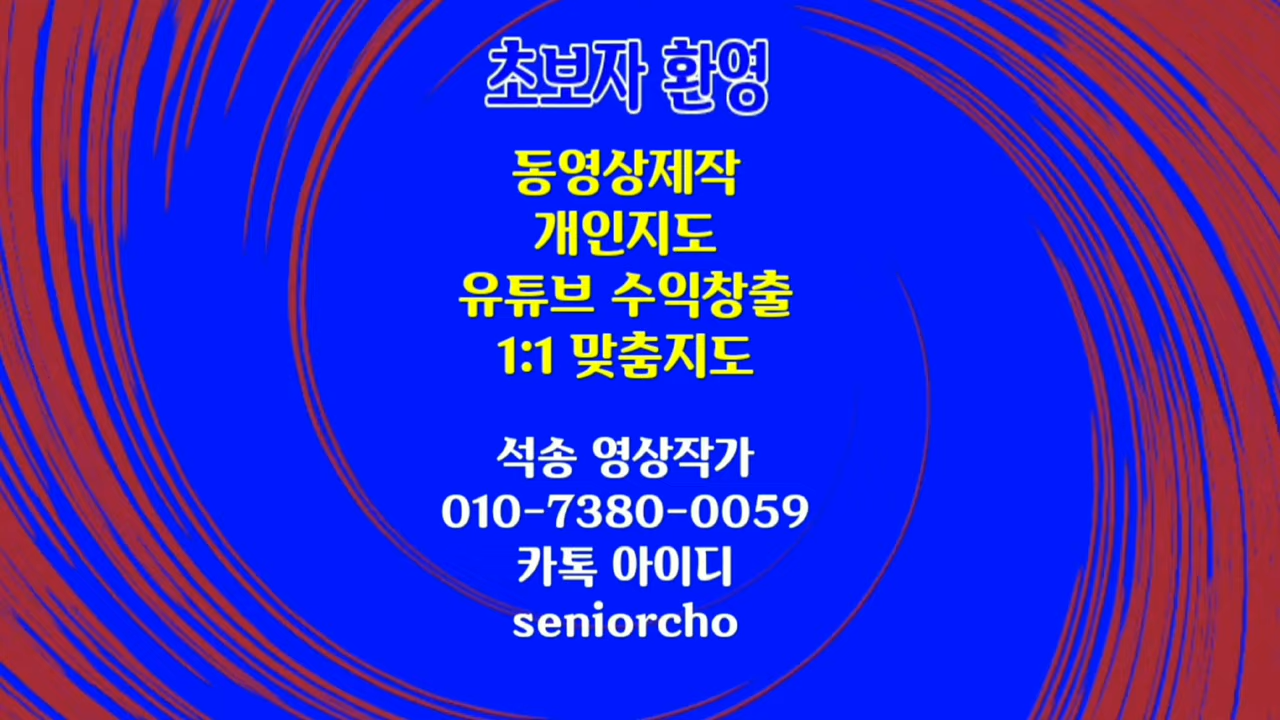 초보자 환영
동영상제작
개인지도
유튜브 수익창출
1:1 맞춤지도
석송 영상작가
010-7380-0059
카톡 아이디
seniorcho